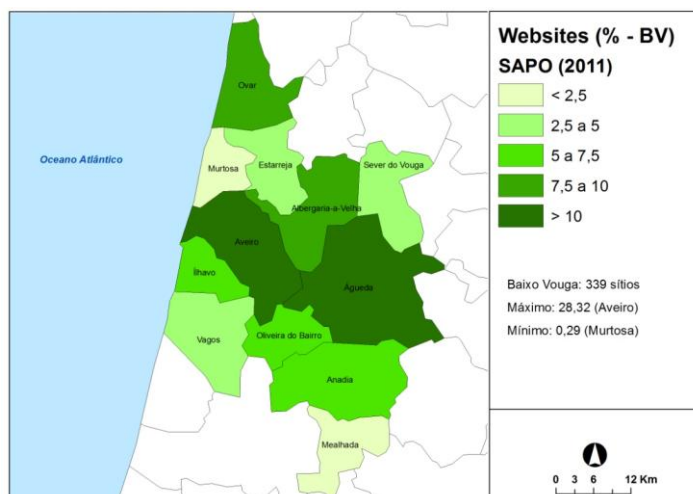 Websites (% - BV)
SAPO (2011)
< 2,5
2,5 a 5
5 a 7,5
7,5 a 10
> 10
Baixo Vouga: 339 sítios
Máximo: 28,32 (Aveiro)
Mínimo: 0,29 (Murtosa)
0 3 6 12 Km
Oceano Atlântico
Ovar
Murtosa
Estarreja
Sever do Vouga
Albergaria-a-Velha
Aveiro
Ílhavo
Águeda
Vagos
Oliveira do Bairro
Anadia
Mealhada